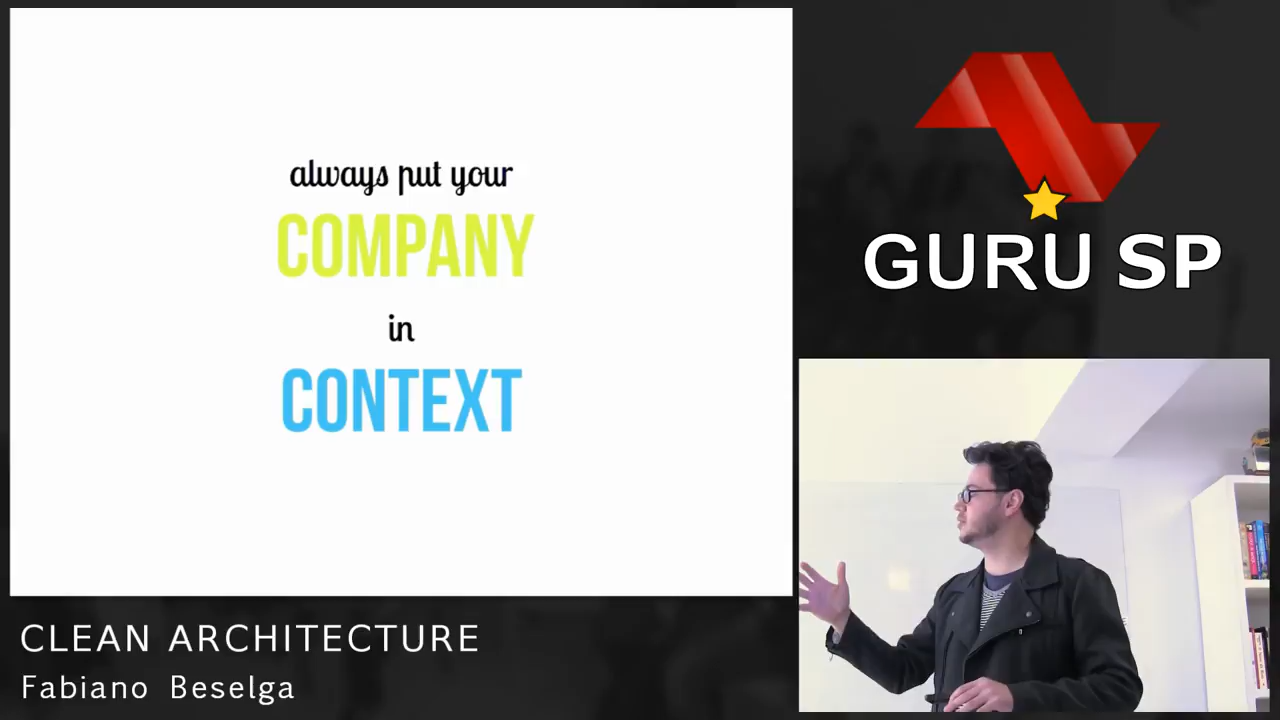 always put your
COMPANY
in
CONTEXT
GURU SP
CLEAN ARCHITECTURE
Fabiano Beselga